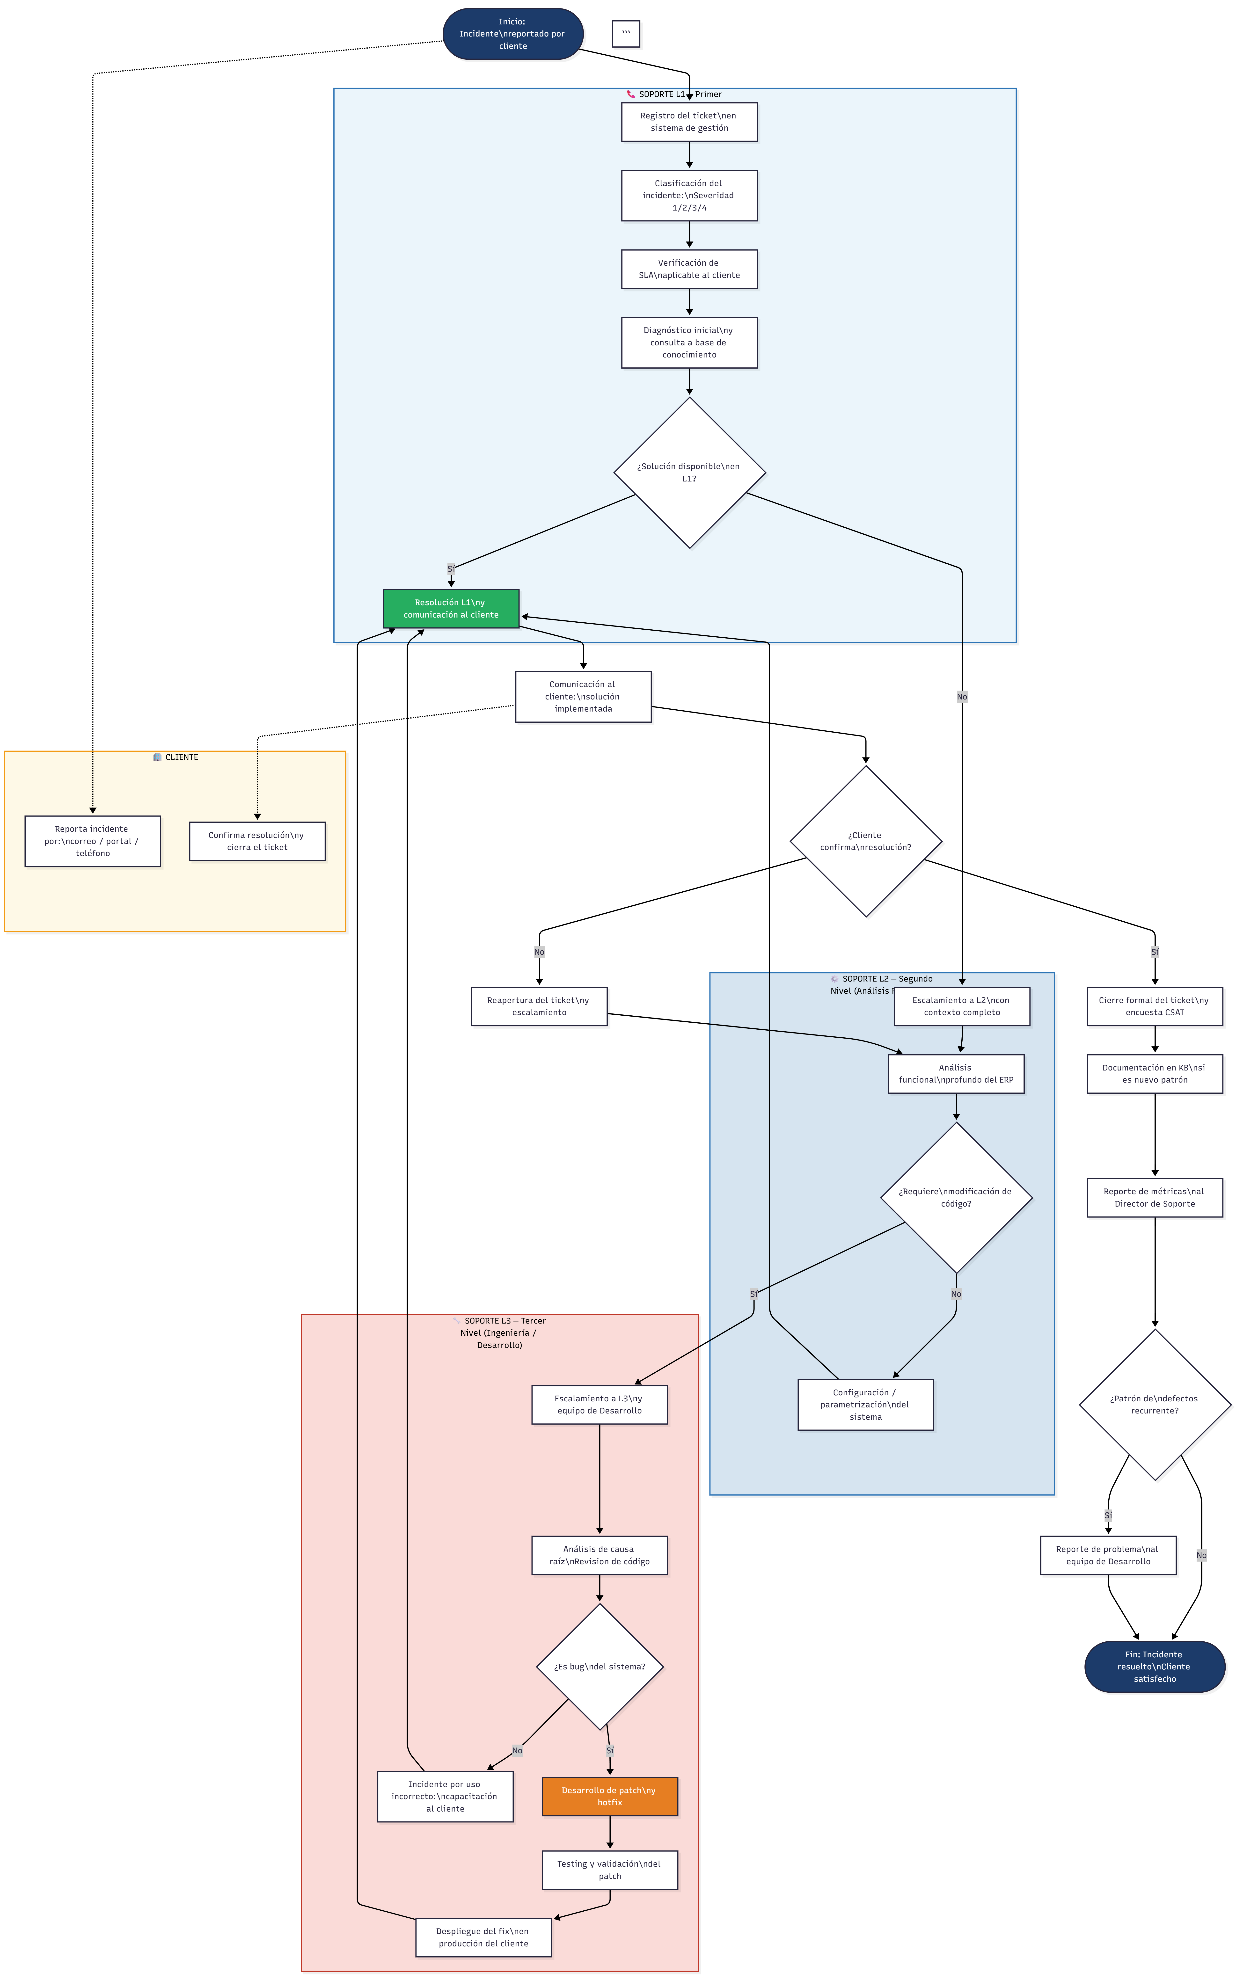 Inicio:
Incidente\nreportado por
cliente
```
📞 SOPORTE L1 – Primer
Registro del ticket\nen
sistema de gestión
Clasificación del
incidente:\nSeveridad
1/2/3/4
Verificación de
SLA\naplicable al cliente
Diagnóstico inicial\ny
consulta a base de
conocimiento
¿Solución disponible\nen
L1?
Sí
Resolución L1\ny
comunicación al cliente
Comunicación al
cliente:\nsolución
implementada
No
CLIENTE
Reporta incidente
por:\ncorreo / portal /
teléfono
Confirma resolución\ny
cierra el ticket
¿Cliente
confirma\nresolución?
No
Sí
Reapertura del ticket\ny
escalamiento
SOPORTE L2 – Segundo
Nivel (Análisis
Escalamiento a L2\ncon
contexto completo
Cierre formal del ticket\ny
encuesta CSAT
Análisis
funcional\nprofundo del ERP
Documentación en KB\nsi
es nuevo patrón
¿Requiere\nmodificación de
código?
Reporte de métricas\nal
Director de Soporte
Sí
No
SOPORTE L3 – Tercer
Nivel (Ingeniería /
Desarrollo)
Escalamiento a L3\ny
equipo de Desarrollo
Configuración /
parametrización\ndel
sistema
¿Patrón de\ndefectos
recurrente?
Sí
No
Análisis de causa
raíz\nRevision de código
Reporte de problema\nal
equipo de Desarrollo
¿Es bug\ndel sistema?
Fin: Incidente
resuelto\nCliente
satisfecho
No
Sí
Incidente por uso
incorrecto:\ncapacitación
al cliente
Desarrollo de patch\ny
hotfix
Testing y validación\ndel
patch
Despliegue del fix\nen
producción del cliente